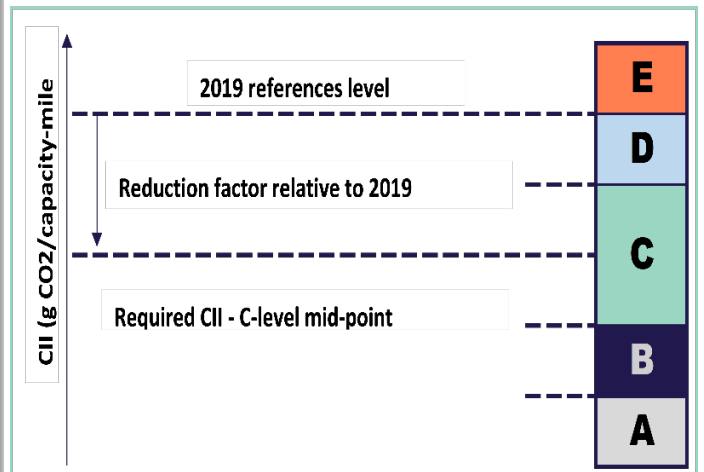 CII (g CO2/capacity-mile
2019 references level
Reduction factor relative to 2019
Required CII - C-level mid-point
E
D
C
B
A